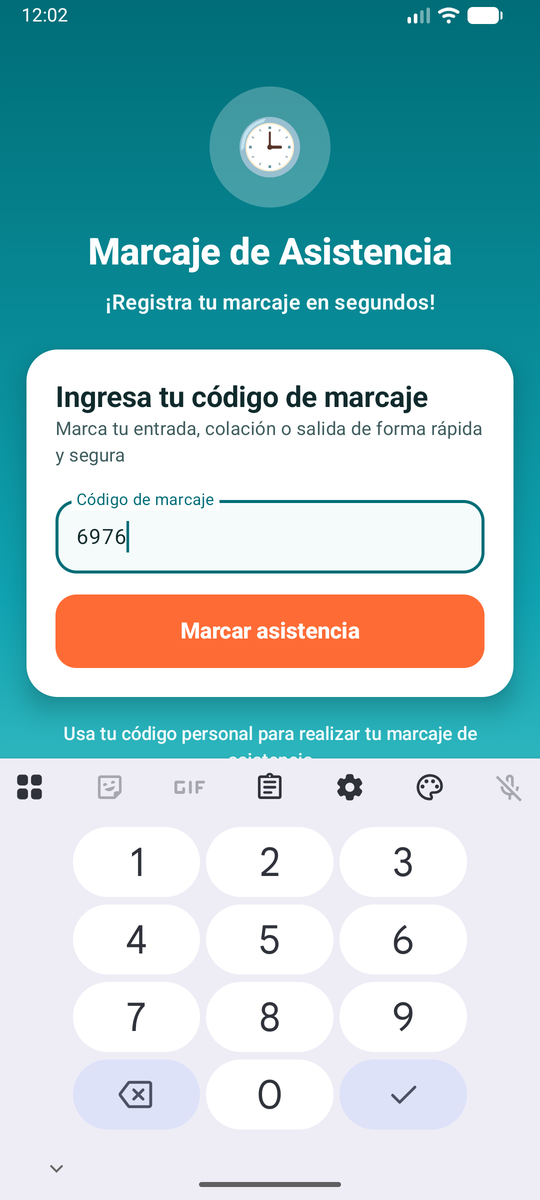 12:02
Marcaje de Asistencia
¡Registra tu marcaje en segundos!
Ingresa tu código de marcaje
Marca tu entrada, colación o salida de forma rápida
y segura
Código de marcaje
6976
Marcar asistencia
Usa tu código personal para realizar tu marcaje de
asistencia
GIF
1 2 3
4 5 6
7 8 9
0